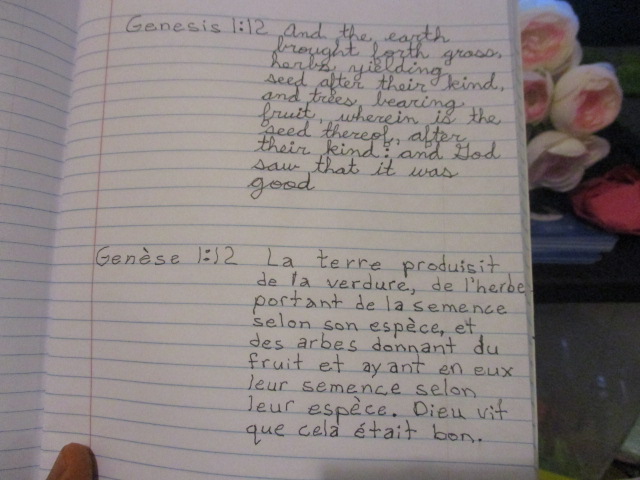 Genesis 1:12 And the earth
brought forth grass,
herbs yielding
seed after their kind,
and trees bearing
fruit, wherein is the
seed thereof, after
their kind: and God
saw that it was
good
Genèse 1:12 La terre produisit
de la verdure, de l'herbe
portant de la semence
selon son espèce, et
des arbes donnant du
fruit et ayant en eux
leur semence selon
leur espèce. Dieu vit
que cela était bon.